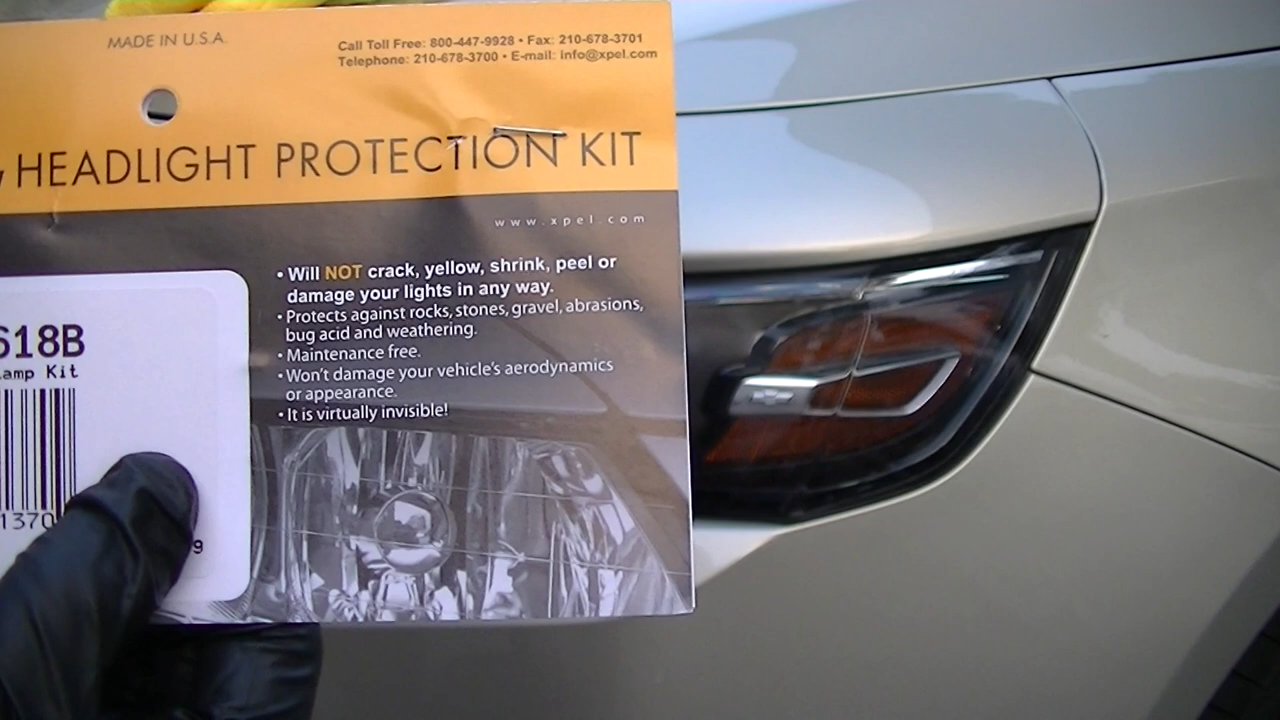 MADE IN U.S.A.
Call Toll Free: 800-447-9928 • Fax: 210-678-3701
Telephone: 210-678-3700 • E-mail: info@xpel.com
HEADLIGHT PROTECTION KIT
www.xpel.com
• Will NOT crack, yellow, shrink, peel or
damage your lights in any way.
• Protects against rocks, stones, gravel, abrasions,
bug acid and weathering.
• Maintenance free.
• Won't damage your vehicle's aerodynamics
or appearance.
• It is virtually invisible!
618B
amp Kit
1370
9